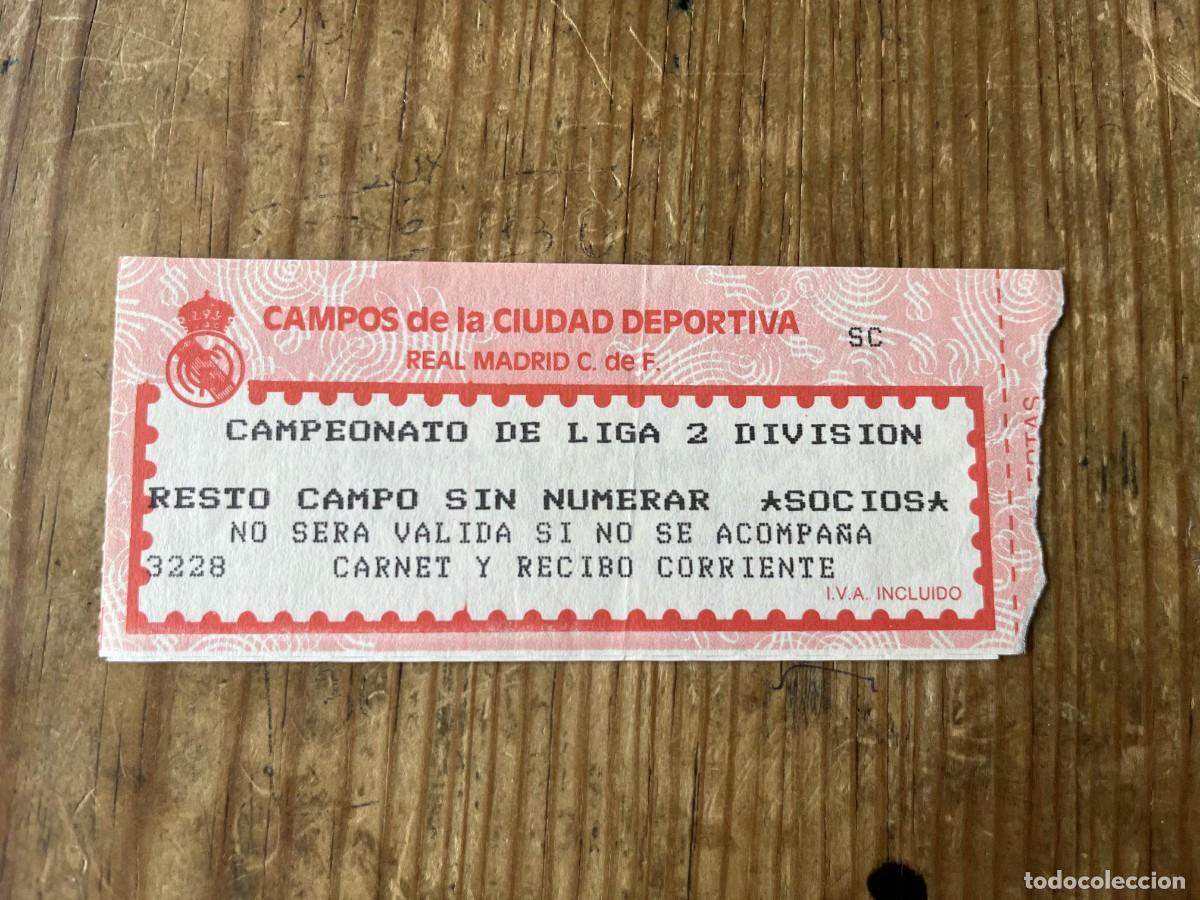 CAMPOS de la CIUDAD DEPORTIVA
REAL MADRID C. de F.
SC
CAMPEONATO DE LIGA 2 DIVISION
RESTO CAMPO SIN NUMERAR *SOCIOS*
NO SERA VALIDA SI NO SE ACOMPAÑA
3228 CARNET Y RECIBO CORRIENTE
I.V.A. INCLUIDO
todocoleccion